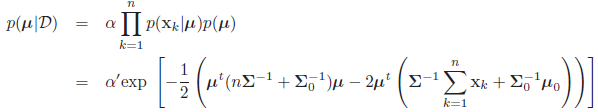 p(μ|𝒟) = α ∏_{k=1}^{n} p(x_k|μ)p(μ)
= α′exp [−1/2 (μ^t(nΣ^{−1} + Σ_0^{−1})μ − 2μ^t (Σ^{−1} ∑_{k=1}^{n} x_k + Σ_0^{−1}μ_0))]